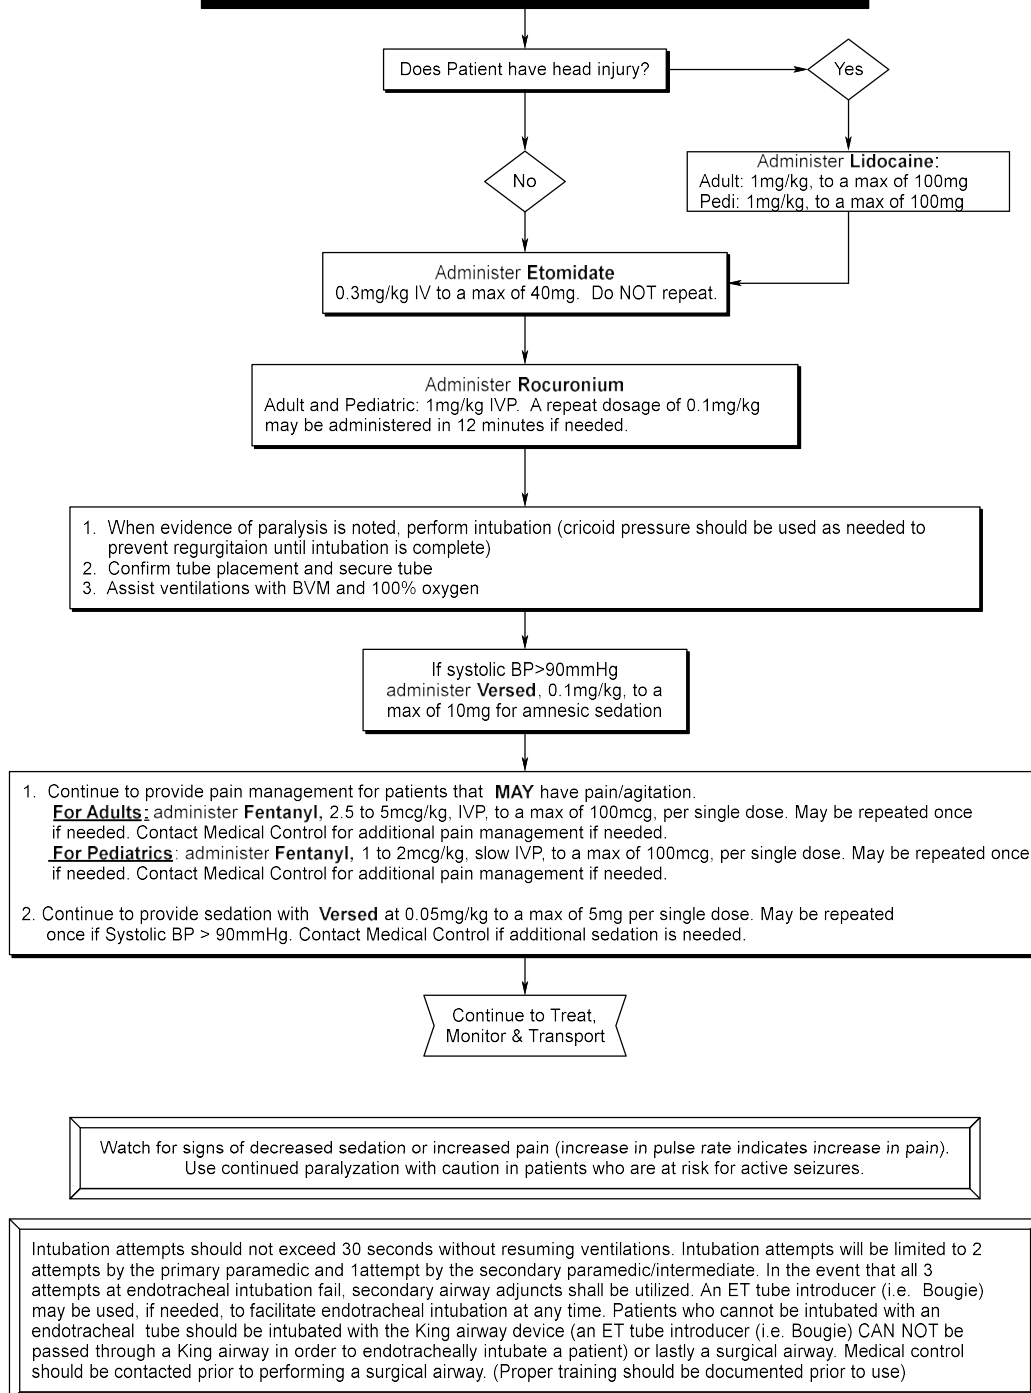 Does Patient have head injury?
Yes
No
Administer Lidocaine:
Adult: 1mg/kg, to a max of 100mg
Pedi: 1mg/kg, to a max of 100mg
Administer Etomidate
0.3mg/kg IV to a max of 40mg.  Do NOT repeat.
Administer Rocuronium
Adult and Pediatric: 1mg/kg IVP.  A repeat dosage of 0.1mg/kg
may be administered in 12 minutes if needed.
1.  When evidence of paralysis is noted, perform intubation (cricoid pressure should be used as needed to
prevent regurgitaion until intubation is complete)
2.  Confirm tube placement and secure tube
3.  Assist ventilations with BVM and 100% oxygen
If systolic BP>90mmHg
administer Versed, 0.1mg/kg, to a
max of 10mg for amnesic sedation
1.  Continue to provide pain management for patients that  MAY have pain/agitation.
For Adults: administer Fentanyl, 2.5 to 5mcg/kg, IVP, to a max of 100mcg, per single dose. May be repeated once
if needed. Contact Medical Control for additional pain management if needed.
For Pediatrics: administer Fentanyl, 1 to 2mcg/kg, slow IVP, to a max of 100mcg, per single dose. May be repeated once
if needed. Contact Medical Control for additional pain management if needed.
2. Continue to provide sedation with  Versed at 0.05mg/kg to a max of 5mg per single dose. May be repeated
once if Systolic BP > 90mmHg. Contact Medical Control if additional sedation is needed.
Continue to Treat,
Monitor & Transport
Watch for signs of decreased sedation or increased pain (increase in pulse rate indicates increase in pain).
Use continued paralyzation with caution in patients who are at risk for active seizures.
Intubation attempts should not exceed 30 seconds without resuming ventilations. Intubation attempts will be limited to 2
attempts by the primary paramedic and 1attempt by the secondary paramedic/intermediate. In the event that all 3
attempts at endotracheal intubation fail, secondary airway adjuncts shall be utilized. An ET tube introducer (i.e.  Bougie)
may be used, if needed, to facilitate endotracheal intubation at any time. Patients who cannot be intubated with an
endotracheal  tube should be intubated with the King airway device (an ET tube introducer (i.e. Bougie) CAN NOT be
passed through a King airway in order to endotracheally intubate a patient) or lastly a surgical airway. Medical control
should be contacted prior to performing a surgical airway. (Proper training should be documented prior to use)